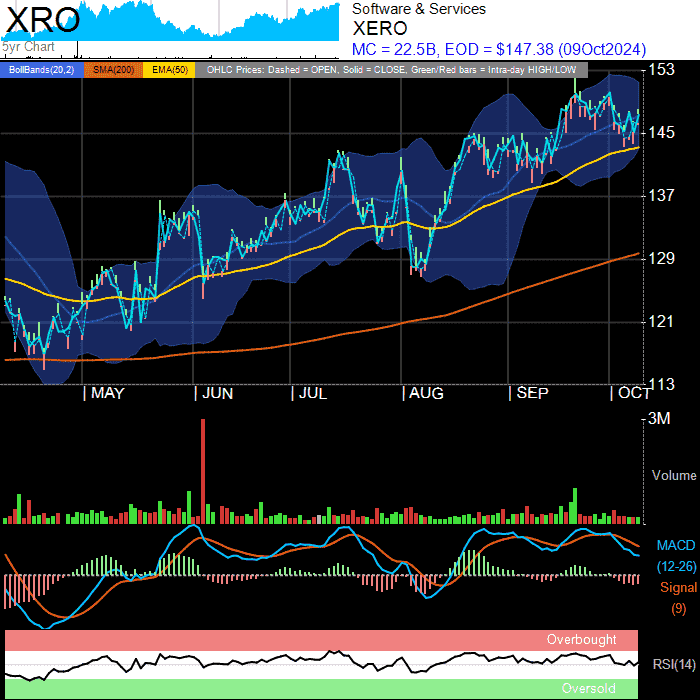 XRO
5yr Chart
Software & Services
XERO
MC = 22.5B, EOD = $147.38 (09Oct2024)
BollBands(20,2) SMA(200) EMA(50) OHLC Prices: Dashed = OPEN, Solid = CLOSE, Green/Red bars = Intra-day HIGH/LOW
153
145
137
129
121
113
MAY JUN JUL AUG SEP OCT
3M
Volume
MACD
(12-26)
Signal
(9)
Overbought
RSI(14)
Oversold